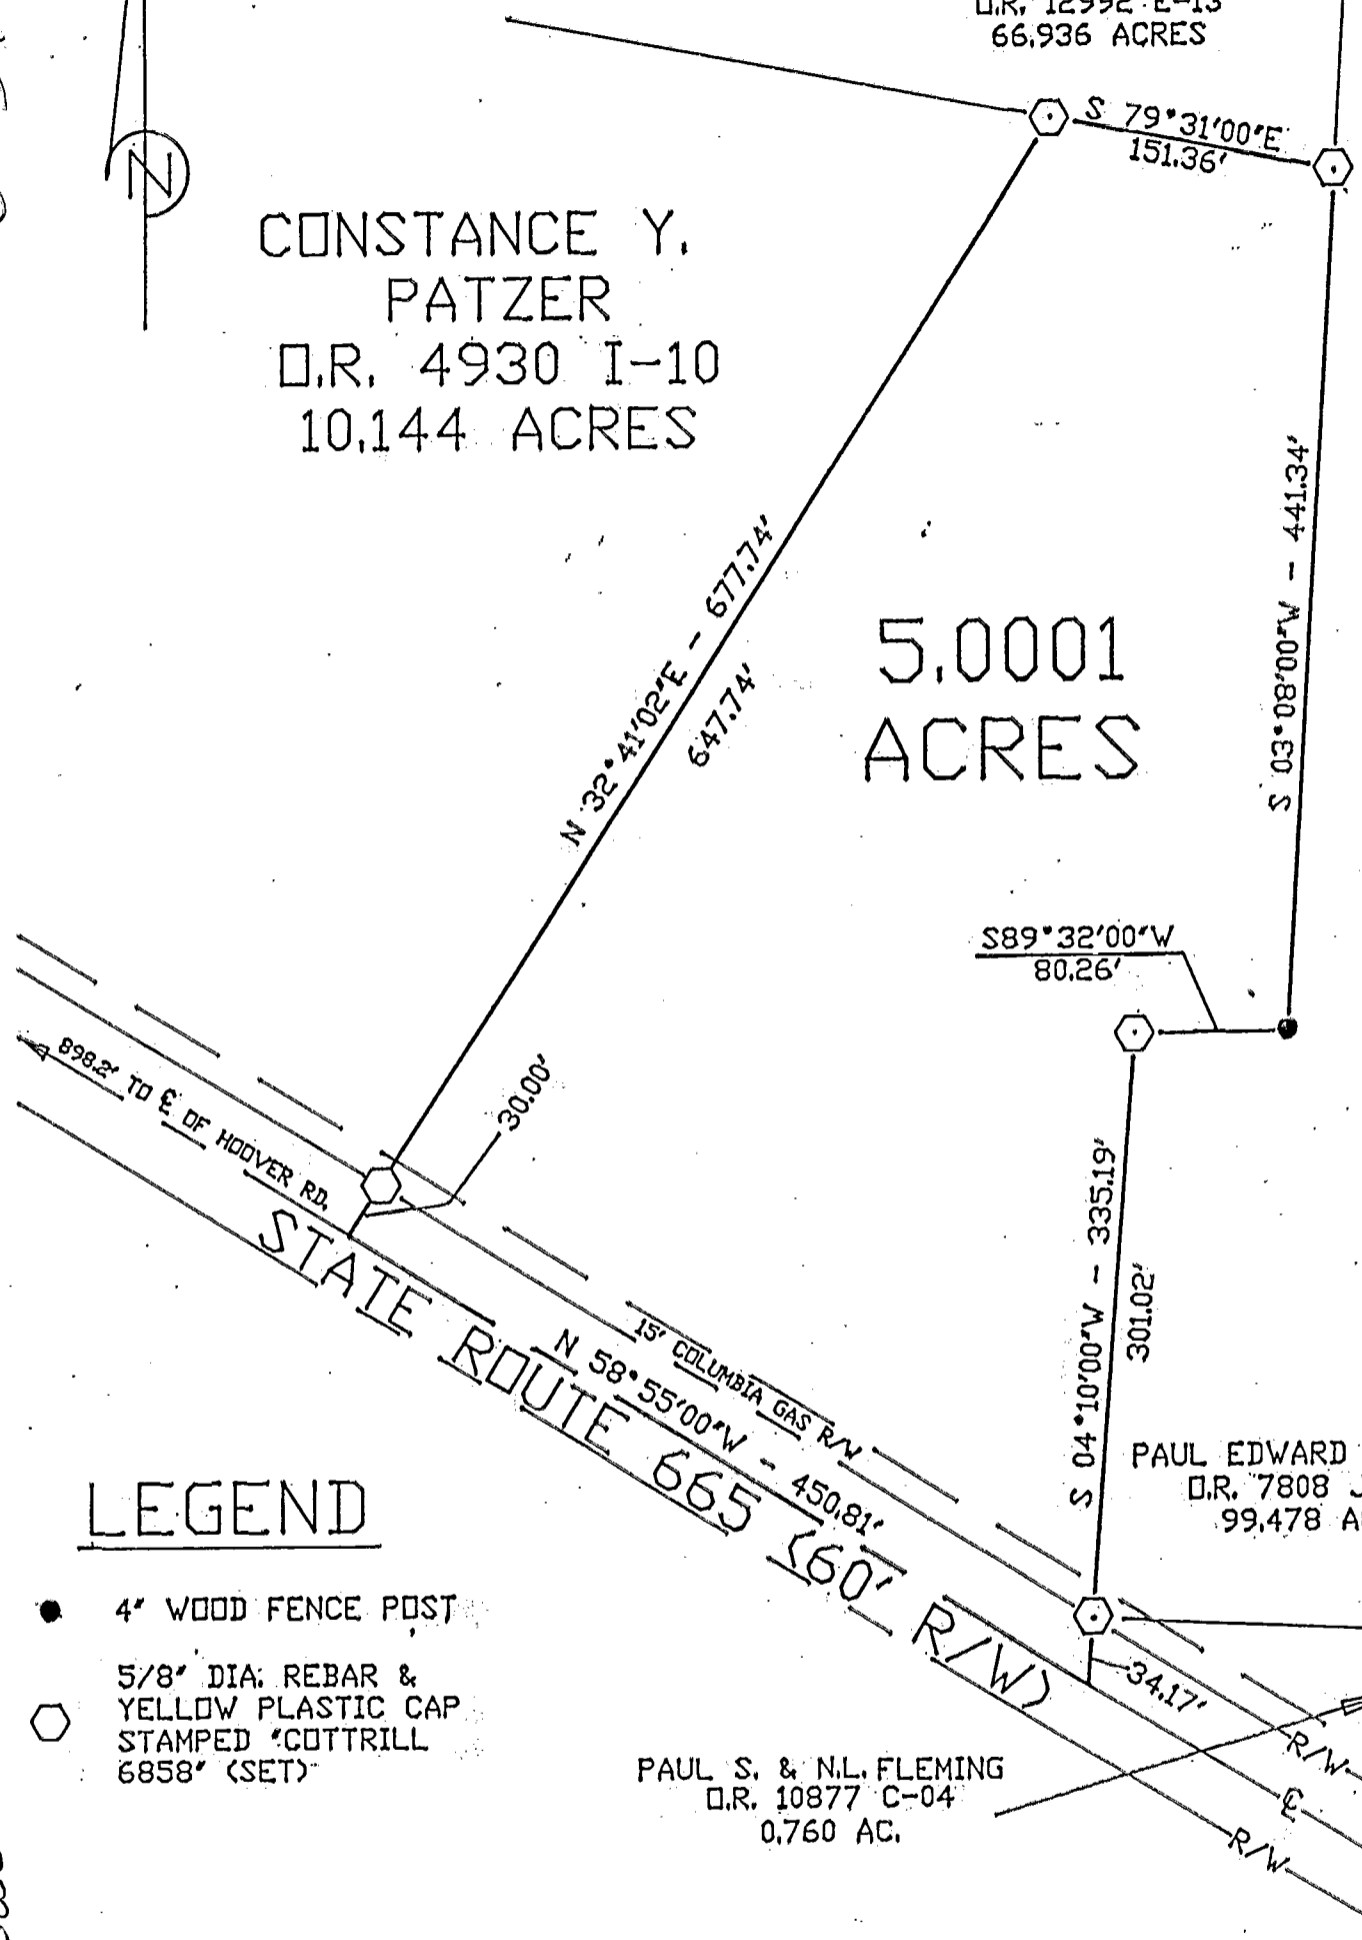 O.R. 12992 E-13
66.936 ACRES
S 79°31'00"E
151.36'
N
CONSTANCE Y.
PATZER
O.R. 4930 I-10
10.144 ACRES
N 32°41'02"E - 677.74'
647.74'
5.0001
ACRES
S 03°08'00"W - 441.34'
S89°32'00"W
80.26'
898.2' TO ℄ OF HOOVER RD.
30.00'
S 04°10'00"W - 335.19'
301.02'
STATE ROUTE 665 (60' R/W)
15' COLUMBIA GAS R/W
N 58°55'00"W - 450.81'
PAUL EDWARD
O.R. 7808
99.478
34.17'
R/W
℄
R/W
LEGEND
4" WOOD FENCE POST
5/8" DIA. REBAR &
YELLOW PLASTIC CAP
STAMPED "COTTRILL
6858" (SET)
PAUL S. & N.L. FLEMING
O.R. 10877 C-04
0.760 AC.